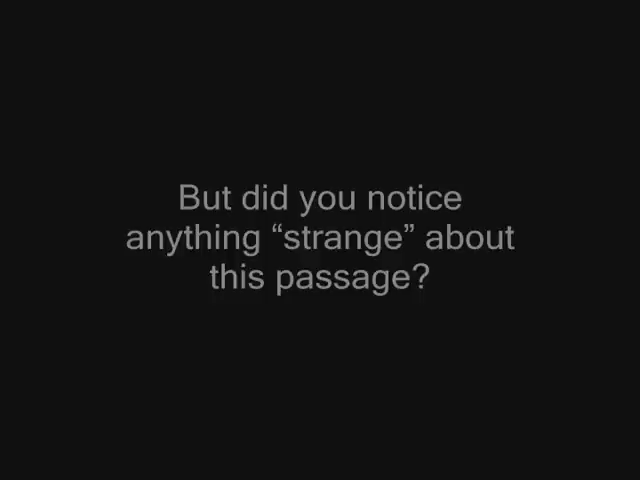 But did you notice
anything “strange” about
this passage?